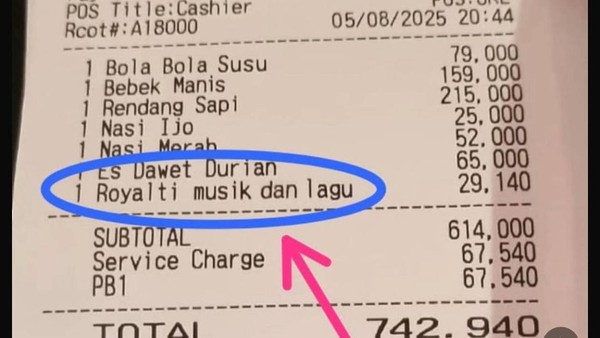 POS Title:Cashier
Rcpt#:A18000
05/08/2025 20:44
1 Bola Bola Susu 79,000
1 Bebek Manis 159,000
1 Rendang Sapi 215,000
1 Nasi Ijo 25,000
1 Nasi Merah 52,000
1 Es Dawet Durian 65,000
1 Royalti musik dan lagu 29,140
SUBTOTAL 614,000
Service Charge 67,540
PB1 67,540
TOTAL 742,940